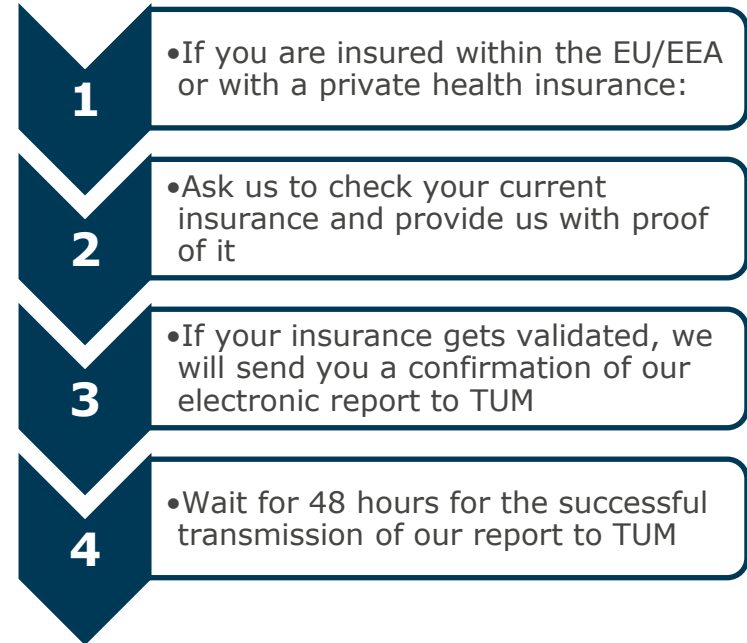 1
•If you are insured within the EU/EEA
or with a private health insurance:
2
•Ask us to check your current
insurance and provide us with proof
of it
3
•If your insurance gets validated, we
will send you a confirmation of our
electronic report to TUM
4
•Wait for 48 hours for the successful
transmission of our report to TUM